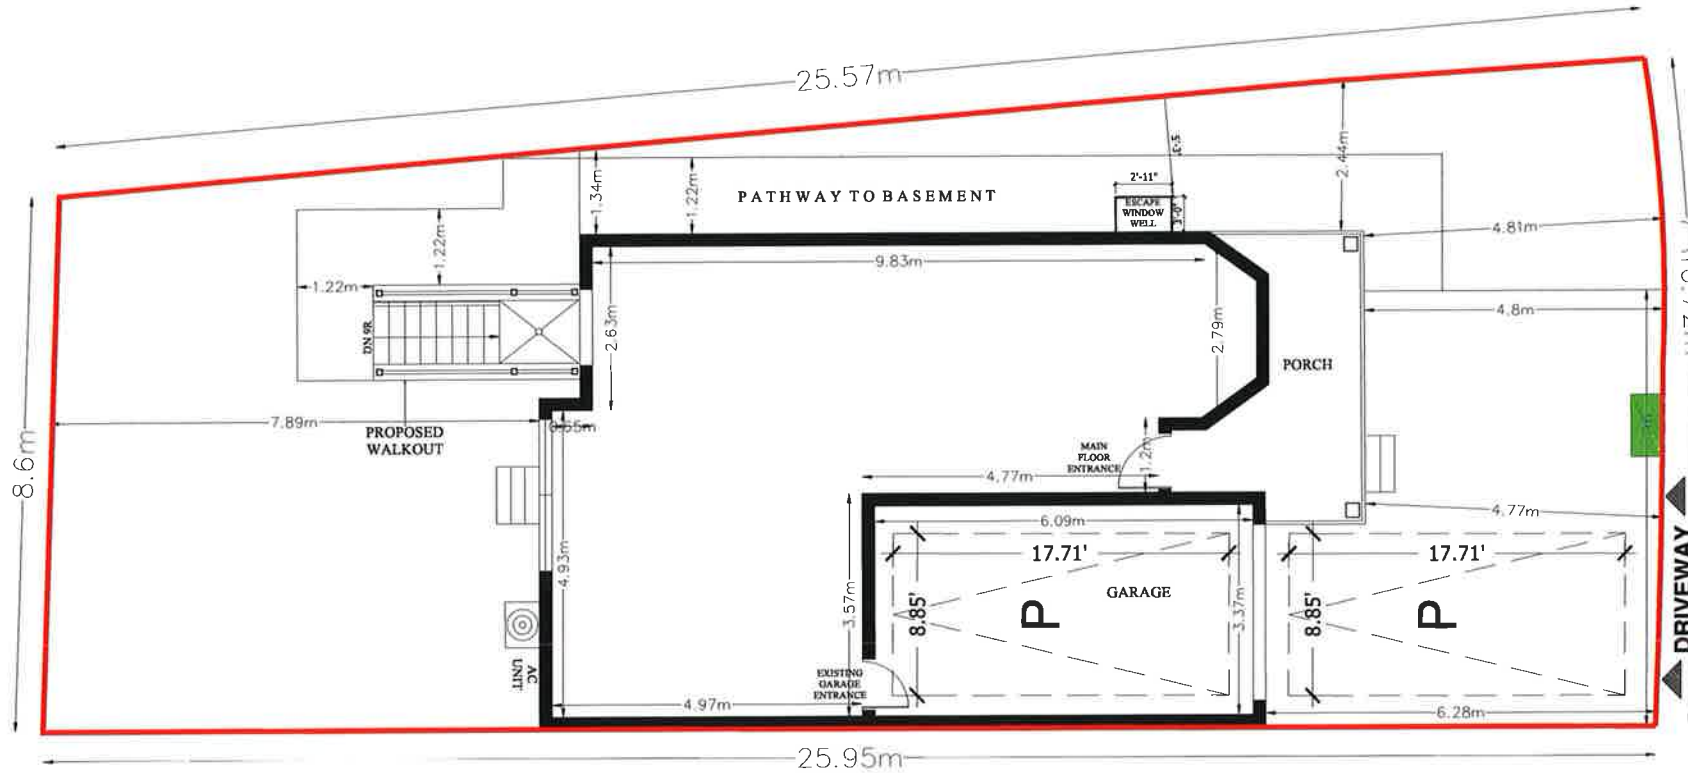 25.57m
5'-3"
2.44m
1.34m
1.22m
PATHWAY TO BASEMENT
2'-11"
ESCAPE
WINDOW
WELL
3'-0"
4.81m
1.22m
1.22m
9.83m
4.8m
DN 9R
2.63m
2.79m
PORCH
7.89m
PROPOSED
WALKOUT
0.65m
MAIN
FLOOR
ENTRANCE
1.2m
4.77m
8.6m
4.77m
6.09m
17.71'
17.71'
4.93m
3.57m
8.85'
P
GARAGE
3.37m
8.85'
P
DRIVEWAY
AC
UNIT
EXISTING
GARAGE
ENTRANCE
4.97m
6.28m
25.95m